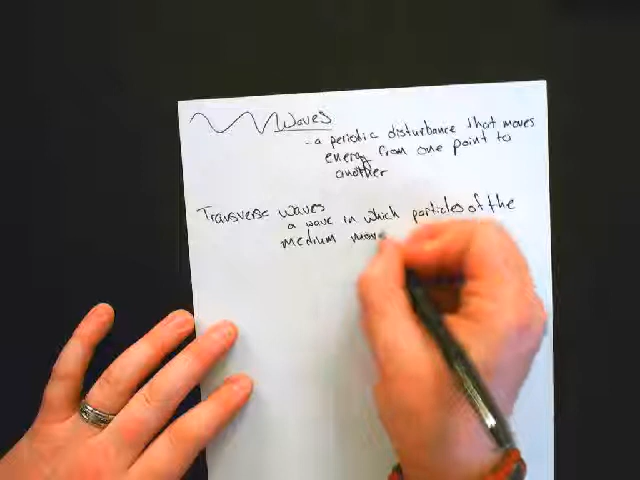 Waves
- a periodic disturbance that moves
energy from one point to
another
Transverse waves
a wave in which particles of the
medium move